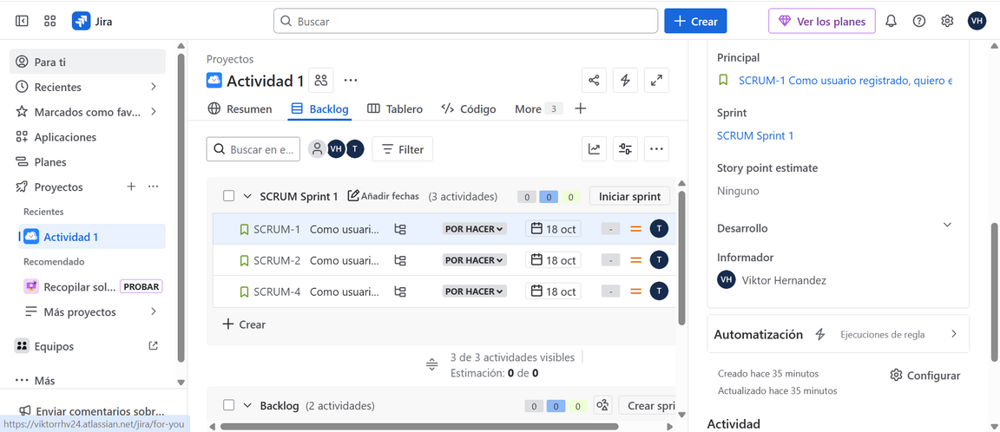 Jira
Buscar
Crear
Ver los planes
VH
Para ti
Recientes
Marcados como fav...
Aplicaciones
Planes
Proyectos
Recientes
Actividad 1
Recomendado
Recopilar sol... PROBAR
Más proyectos
Equipos
Más
Enviar comentarios sobr...
https://viktorrhv24.atlassian.net/jira/for-you
Proyectos
Actividad 1
Resumen Backlog Tablero Código More 3
Buscar en e... VH T Filter
SCRUM Sprint 1 Añadir fechas (3 actividades) 0 0 0 Iniciar sprint
SCRUM-1 Como usuari... POR HACER 18 oct - T
SCRUM-2 Como usuari... POR HACER 18 oct - T
SCRUM-4 Como usuari... POR HACER 18 oct - T
Crear
3 de 3 actividades visibles
Estimación: 0 de 0
Backlog (2 actividades) 0 0 0 Crear spri
Principal
SCRUM-1 Como usuario registrado, quiero e
Sprint
SCRUM Sprint 1
Story point estimate
Ninguno
Desarrollo
Informador
VH Viktor Hernandez
Automatización Ejecuciones de regla
Creado hace 35 minutos
Configurar
Actualizado hace 35 minutos
Actividad